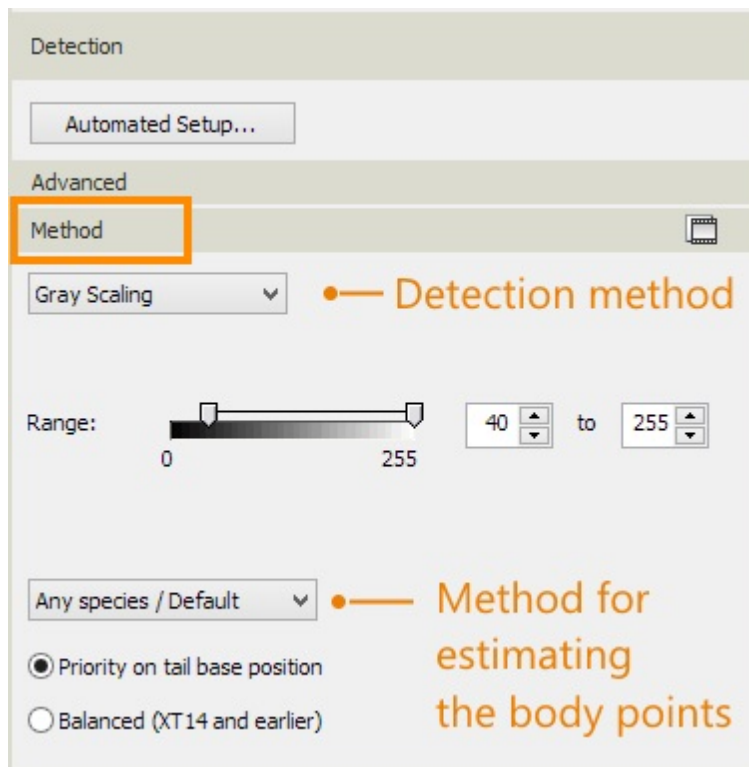 Detection
Automated Setup...
Advanced
Method
Gray Scaling
Detection method
Range:
40 to 255
0 255
Any species / Default
Method for
estimating
the body points
Priority on tail base position
Balanced (XT14 and earlier)